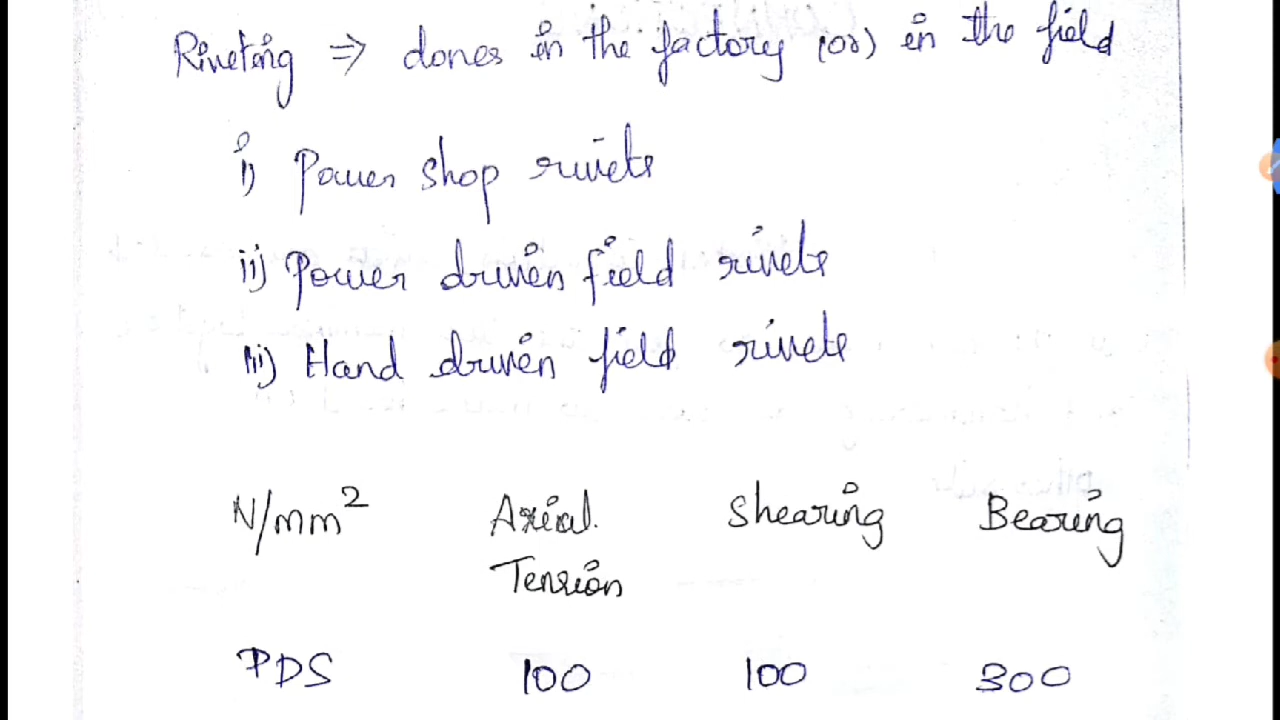 Riveting ⇒ dones in the factory (or) in the field
i) Power shop rivets
ii) Power driven field rivets
iii) Hand driven field rivets
N/mm² Axial. Shearing Bearing
Tension
PDS 100 100 300